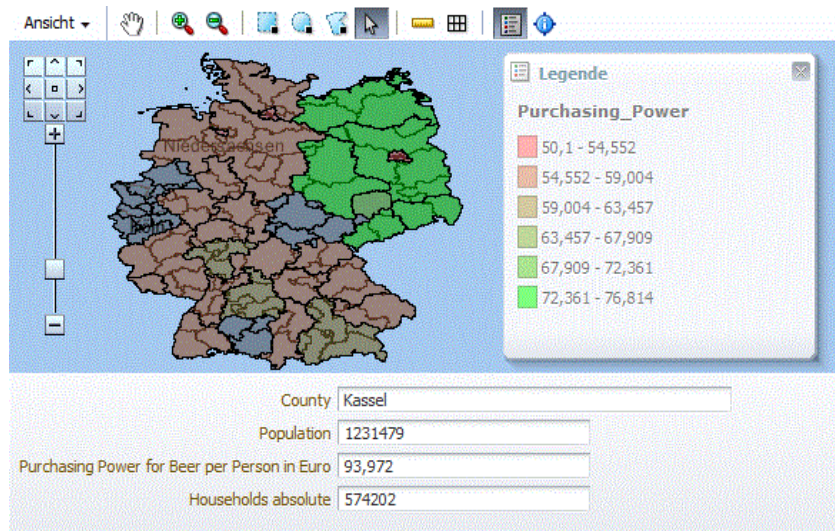 Ansicht
Niedersachsen
Köln
Legende
Purchasing_Power
50,1 - 54,552
54,552 - 59,004
59,004 - 63,457
63,457 - 67,909
67,909 - 72,361
72,361 - 76,814
County Kassel
Population 1231479
Purchasing Power for Beer per Person in Euro 93,972
Households absolute 574202